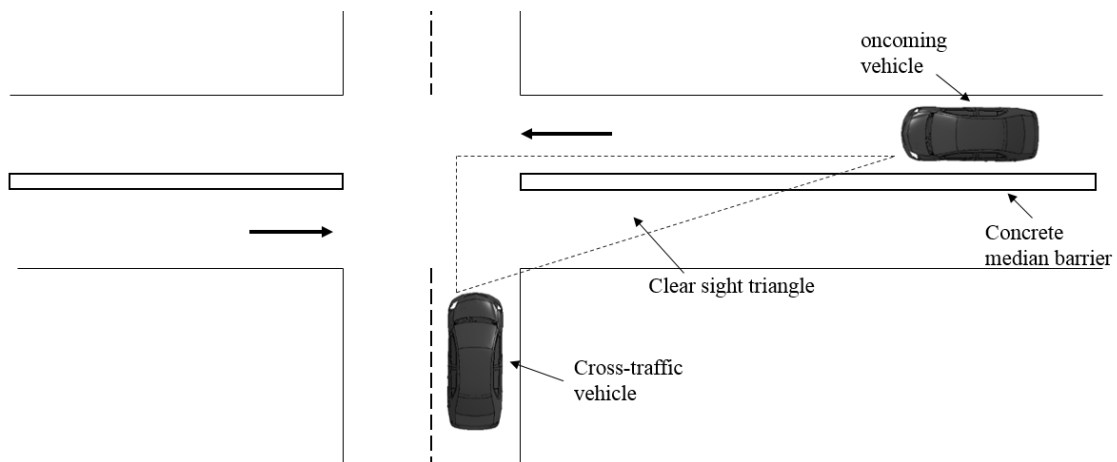 oncoming
vehicle
Concrete
median barrier
Clear sight triangle
Cross-traffic
vehicle